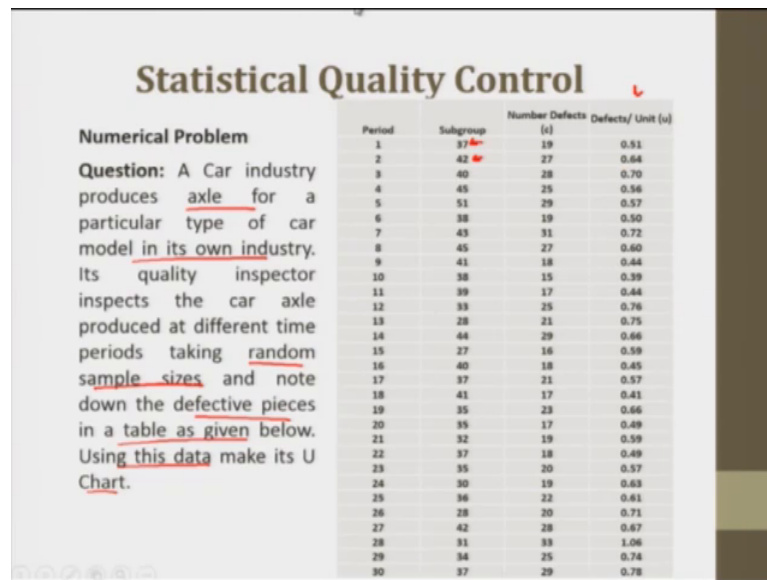 Statistical Quality Control
Numerical Problem
Question: A Car industry
produces axle for a
particular type of car
model in its own industry.
Its quality inspector
inspects the car axle
produced at different time
periods taking random
sample sizes and note
down the defective pieces
in a table as given below.
Using this data make its U
Chart.
Period Subgroup Number Defects (c) Defects/ Unit (u)
1 37 19 0.51
2 42 27 0.64
3 40 28 0.70
4 45 25 0.56
5 51 29 0.57
6 38 19 0.50
7 43 31 0.72
8 45 27 0.60
9 41 18 0.44
10 38 15 0.39
11 39 17 0.44
12 33 25 0.76
13 28 21 0.75
14 44 29 0.66
15 27 16 0.59
16 40 18 0.45
17 37 21 0.57
18 41 17 0.41
19 35 23 0.66
20 35 17 0.49
21 32 19 0.59
22 37 18 0.49
23 35 20 0.57
24 30 19 0.63
25 36 22 0.61
26 28 20 0.71
27 42 28 0.67
28 31 33 1.06
29 34 25 0.74
30 37 29 0.78